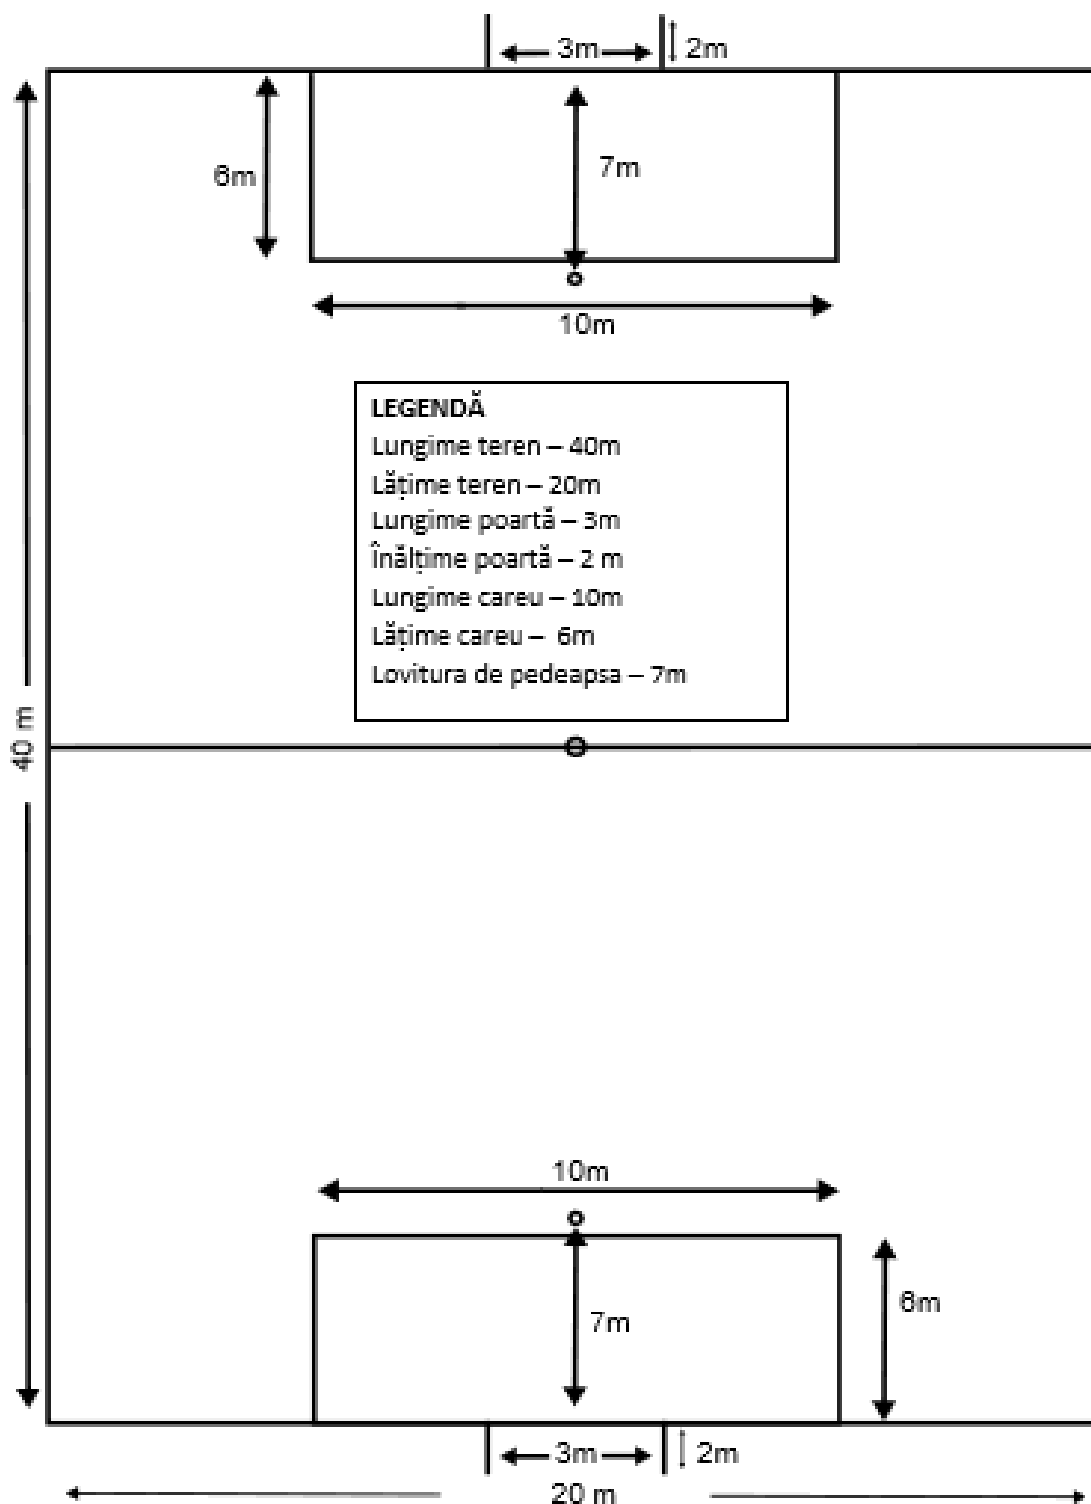 3m
2m
6m
7m
10m
LEGENDĂ
Lungime teren – 40m
Lățime teren – 20m
Lungime poartă – 3m
Înălțime poartă – 2 m
Lungime careu – 10m
Lățime careu – 6m
Lovitura de pedeapsa – 7m
40 m
10m
7m
6m
3m
2m
20 m